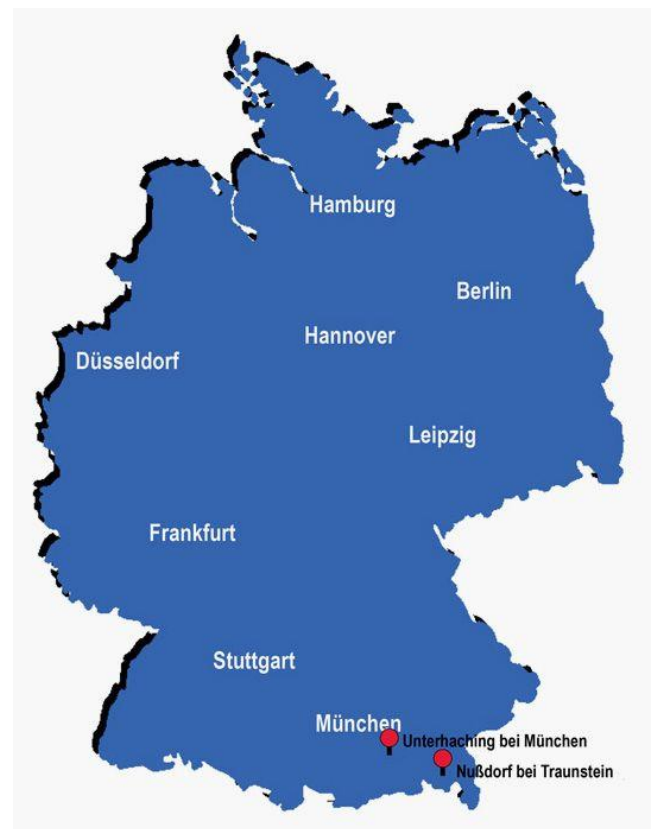 Hamburg
Berlin
Hannover
Düsseldorf
Leipzig
Frankfurt
Stuttgart
München
Unterhaching bei München
Nußdorf bei Traunstein